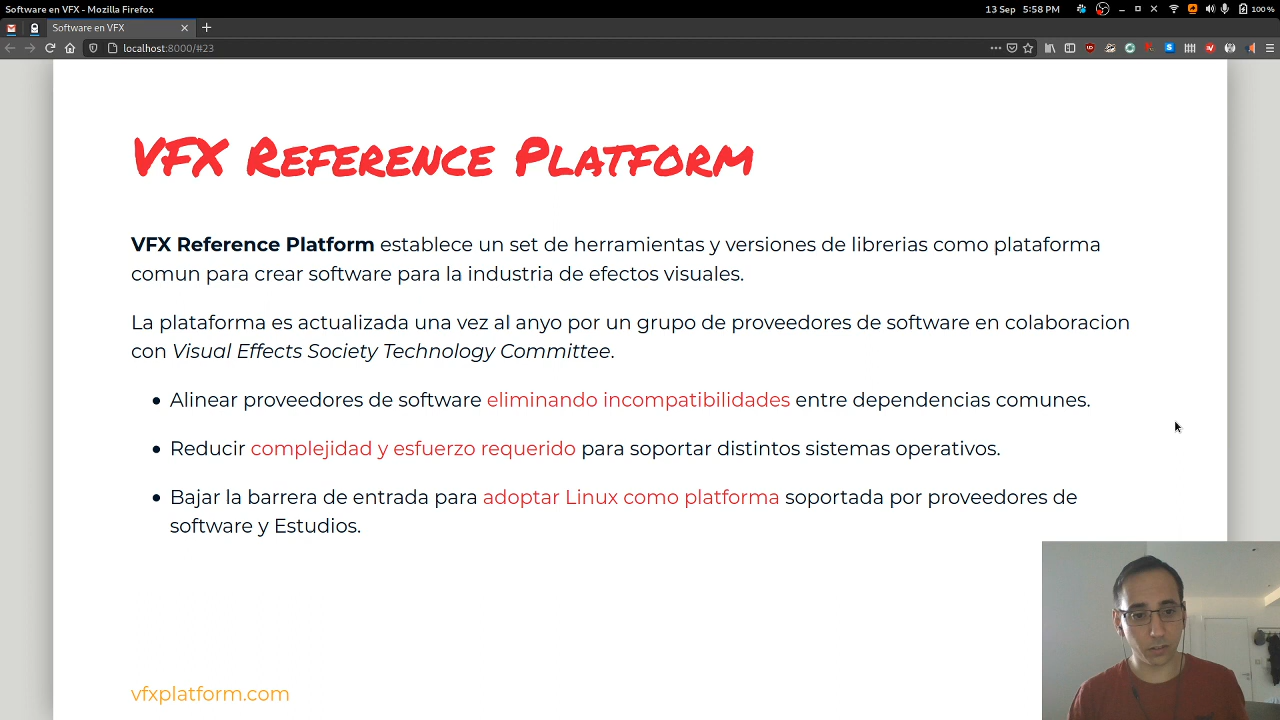 Software en VFX - Mozilla Firefox
13 Sep 5:58 PM
100 %
Software en VFX
localhost:8000/#23
VFX Reference Platform
VFX Reference Platform establece un set de herramientas y versiones de librerias como plataforma
comun para crear software para la industria de efectos visuales.
La plataforma es actualizada una vez al anyo por un grupo de proveedores de software en colaboracion
con Visual Effects Society Technology Committee.
Alinear proveedores de software eliminando incompatibilidades entre dependencias comunes.
Reducir complejidad y esfuerzo requerido para soportar distintos sistemas operativos.
Bajar la barrera de entrada para adoptar Linux como plataforma soportada por proveedores de
software y Estudios.
vfxplatform.com